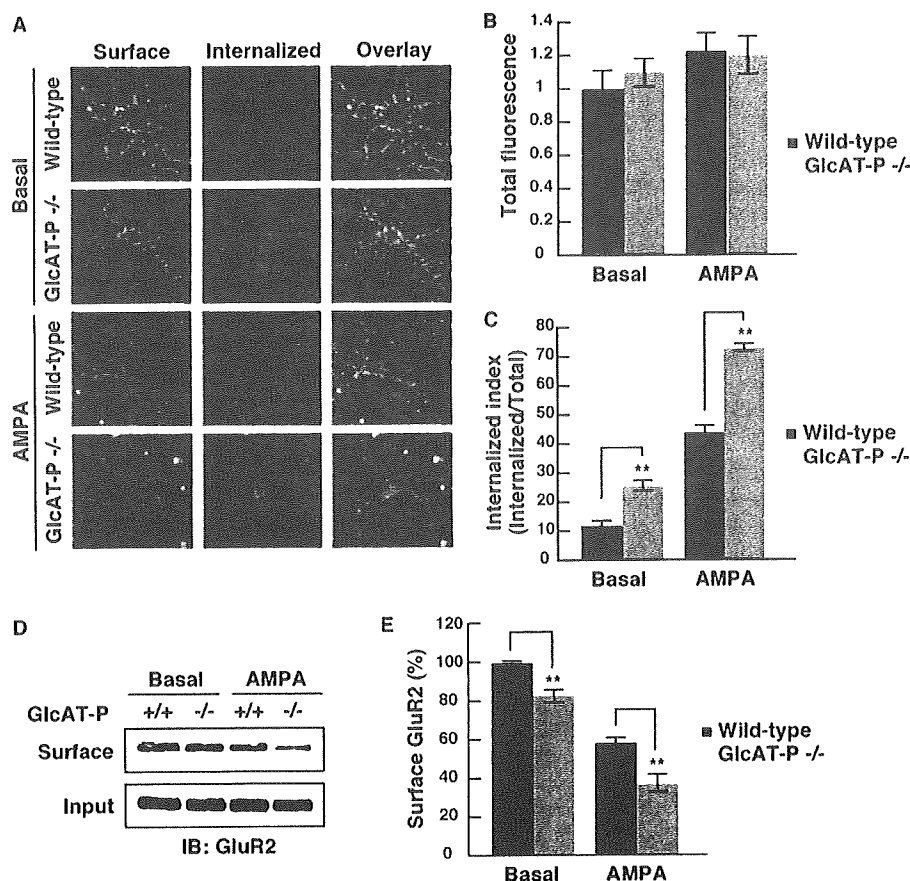 A
Surface Internalized Overlay
Basal
Wild-type
GlcAT-P -/-
AMPA
Wild-type
GlcAT-P -/-
B
Total fluorescence
1.4
1.2
1
0.8
0.6
0.4
0.2
0
Basal AMPA
Wild-type
GlcAT-P -/-
C
Internalized index
(Internalized/Total)
80
70
60
50
40
30
20
10
0
**
**
Basal AMPA
Wild-type
GlcAT-P -/-
D
Basal AMPA
GlcAT-P +/+ -/- +/+ -/-
Surface
Input
IB: GluR2
E
Surface GluR2 (%)
120
100
80
60
40
20
0
**
**
Basal AMPA
Wild-type
GlcAT-P -/-